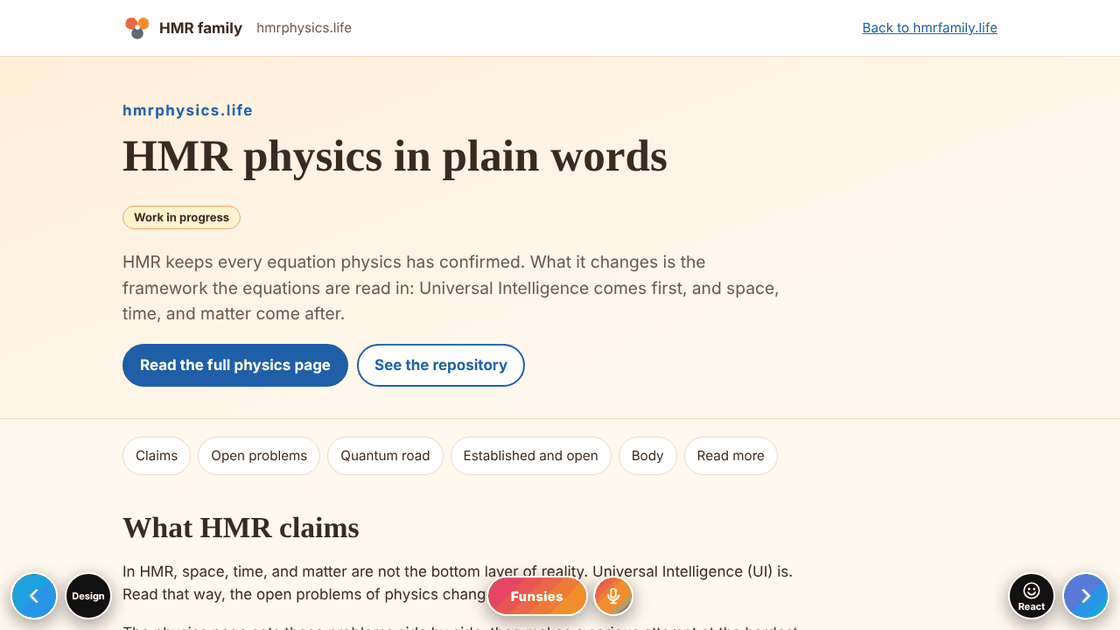 HMR family hmrphysics.life Back to hmrfamily.life
hmrphysics.life
HMR physics in plain words
Work in progress
HMR keeps every equation physics has confirmed. What it changes is the
framework the equations are read in: Universal Intelligence comes first, and space,
time, and matter come after.
Read the full physics page See the repository
Claims Open problems Quantum road Established and open Body Read more
What HMR claims
In HMR, space, time, and matter are not the bottom layer of reality. Universal Intelligence (UI) is.
Read that way, the open problems of physics chang
Design Funsies React